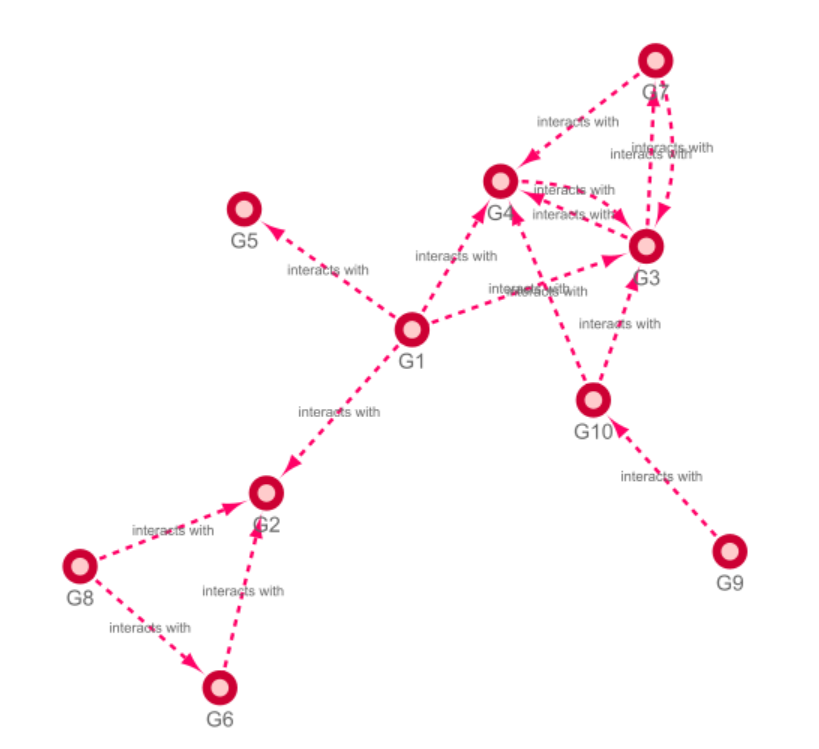 G7
interacts with
interacts with
interacts with
G4
interacts with
interacts with
G5
interacts with
interacts with
G3
interacts with
interacts with
interacts with
G1
interacts with
G10
interacts with
G2
interacts with
interacts with
G9
G8
interacts with
interacts with
G6